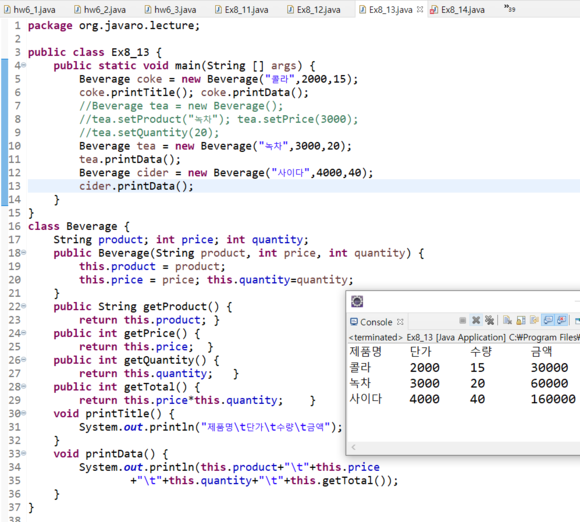 hw6_1.java hw6_2.java hw6_3.java Ex8_11.java Ex8_12.java Ex8_13.java Ex8_14.java »39
1 package org.javaro.lecture;
2
3 public class Ex8_13 {
4 public static void main(String [] args) {
5 Beverage coke = new Beverage("콜라",2000,15);
6 coke.printTitle(); coke.printData();
7 //Beverage tea = new Beverage();
8 //tea.setProduct("녹차"); tea.setPrice(3000);
9 //tea.setQuantity(20);
10 Beverage tea = new Beverage("녹차",3000,20);
11 tea.printData();
12 Beverage cider = new Beverage("사이다",4000,40);
13 cider.printData();
14 }
15 }
16 class Beverage {
17 String product; int price; int quantity;
18 public Beverage(String product, int price, int quantity) {
19 this.product = product;
20 this.price = price; this.quantity=quantity;
21 }
22 public String getProduct() {
23 return this.product; }
24 public int getPrice() {
25 return this.price; }
26 public int getQuantity() {
27 return this.quantity; }
28 public int getTotal() {
29 return this.price*this.quantity; }
30 void printTitle() {
31 System.out.println("제품명\t단가\t수량\t금액");
32 }
33 void printData() {
34 System.out.println(this.product+"\t"+this.price
35 +"\t"+this.quantity+"\t"+this.getTotal());
36 }
37 }
Console
<terminated> Ex8_13 [Java Application] C:₩Program Files₩
제품명 단가 수량 금액
콜라 2000 15 30000
녹차 3000 20 60000
사이다 4000 40 160000